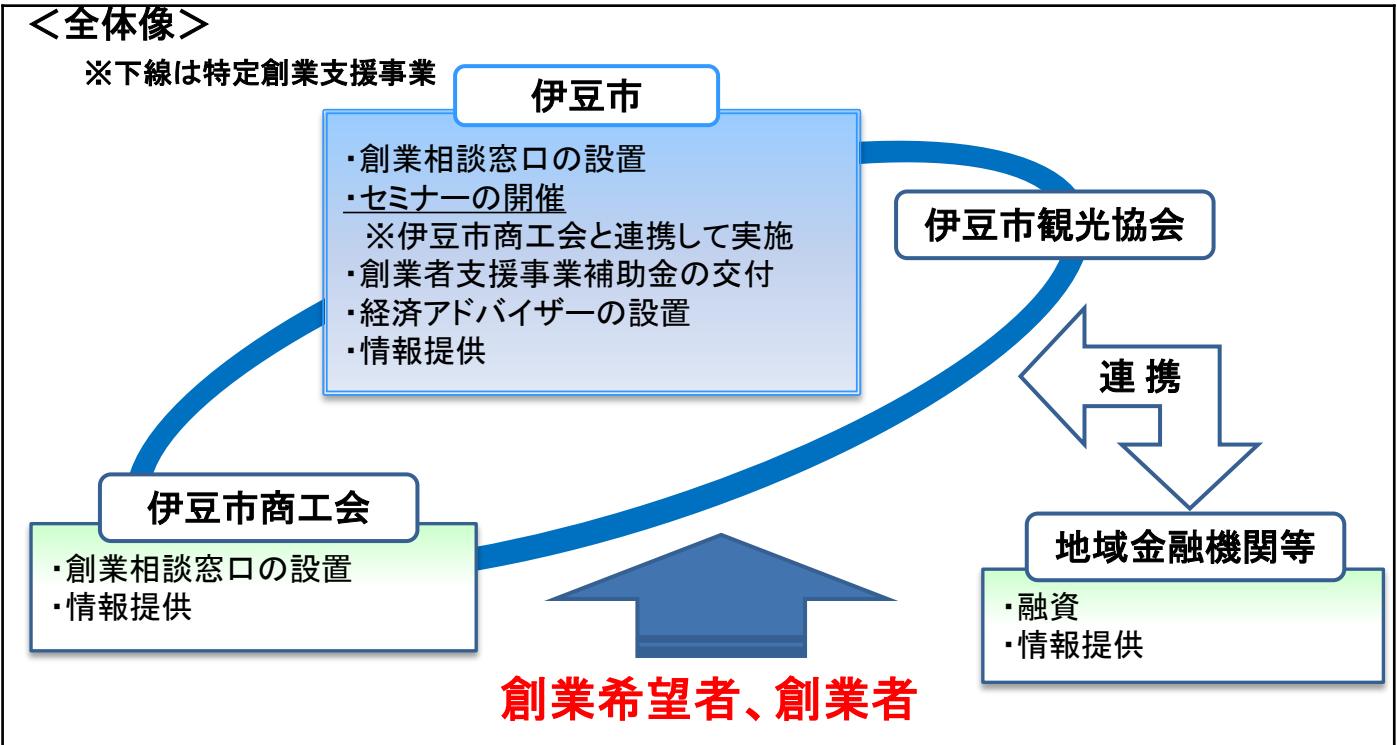 ＜全体像＞
※下線は特定創業支援事業
伊豆市
・創業相談窓口の設置
・セミナーの開催
※伊豆市商工会と連携して実施
・創業者支援事業補助金の交付
・経済アドバイザーの設置
・情報提供
伊豆市観光協会
連 携
伊豆市商工会
・創業相談窓口の設置
・情報提供
地域金融機関等
・融資
・情報提供
創業希望者、創業者